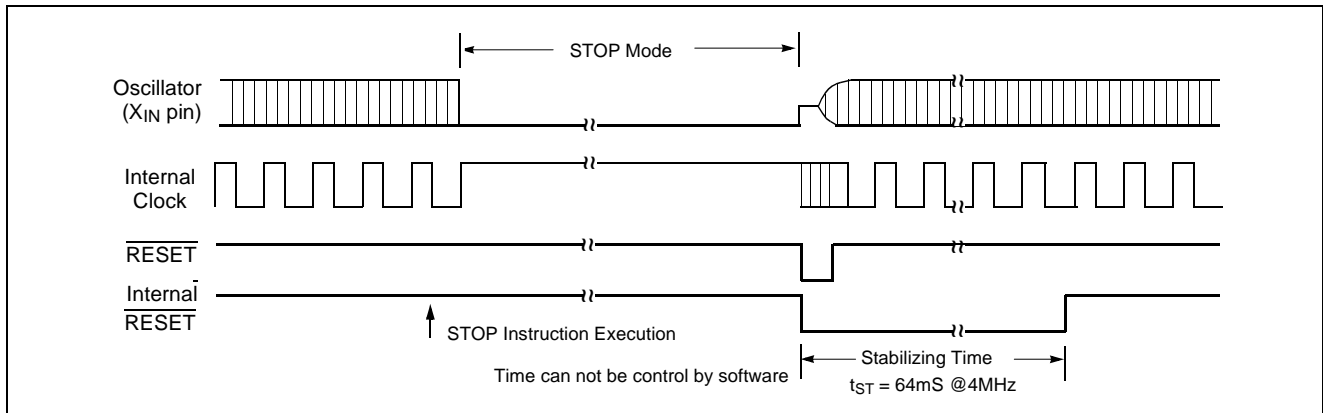 STOP Mode
Oscillator
(XIN pin)
Internal
Clock
RESET
Internal
RESET
STOP Instruction Execution
Time can not be control by software
Stabilizing Time
tST = 64mS @4MHz